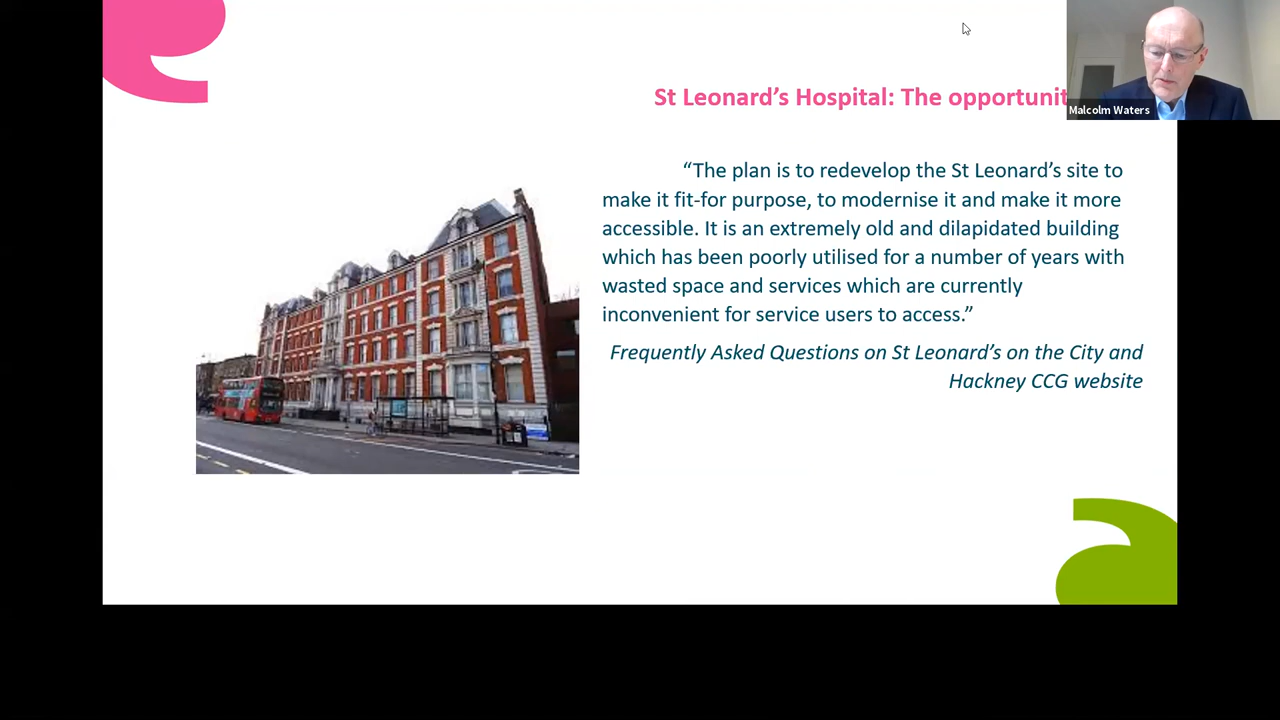 St Leonard’s Hospital: The opportunit
Malcolm Waters
“The plan is to redevelop the St Leonard’s site to
make it fit-for purpose, to modernise it and make it more
accessible. It is an extremely old and dilapidated building
which has been poorly utilised for a number of years with
wasted space and services which are currently
inconvenient for service users to access.”
Frequently Asked Questions on St Leonard’s on the City and
Hackney CCG website